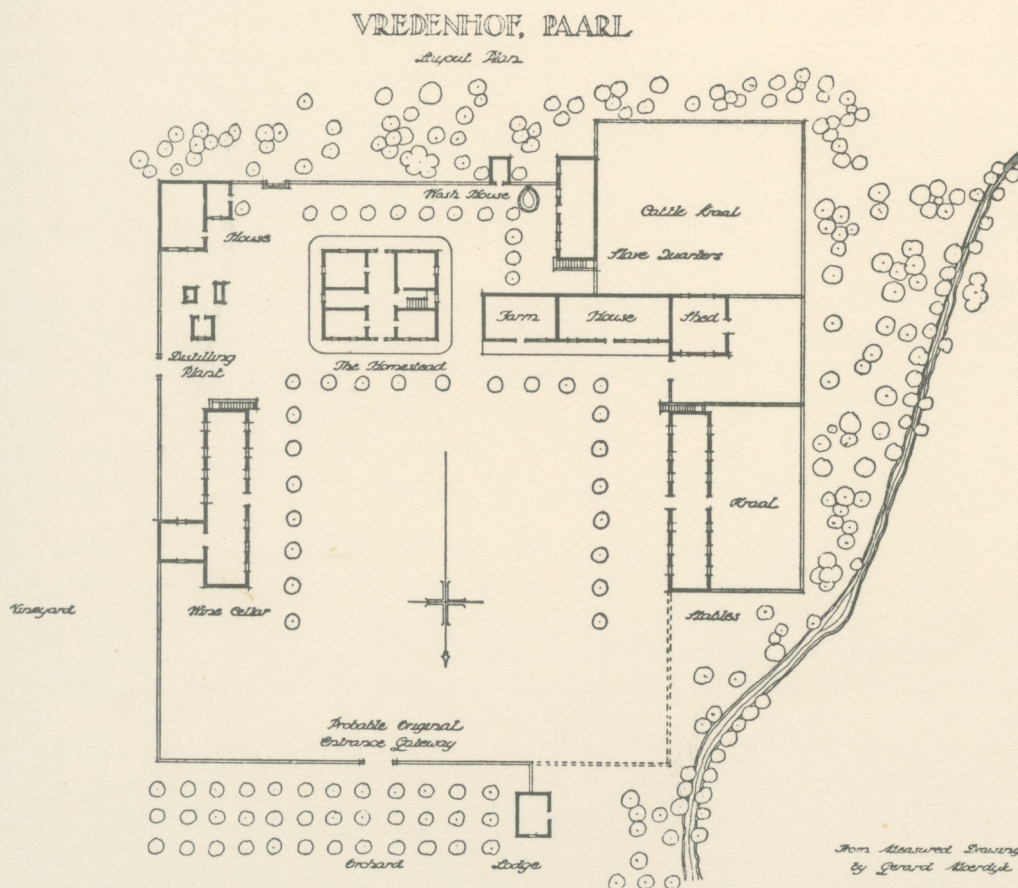 VREDENHOF, PAARL
Layout Plan
Wash House
Cattle Kraal
House
Slave Quarters
Farm House Shed
Distilling
Plant
The Homestead
Kraal
Vineyard
Wine Cellar
Stables
Probable Original
Entrance Gateway
Orchard
Lodge
From Measured Drawing
by Gerard Moerdyk